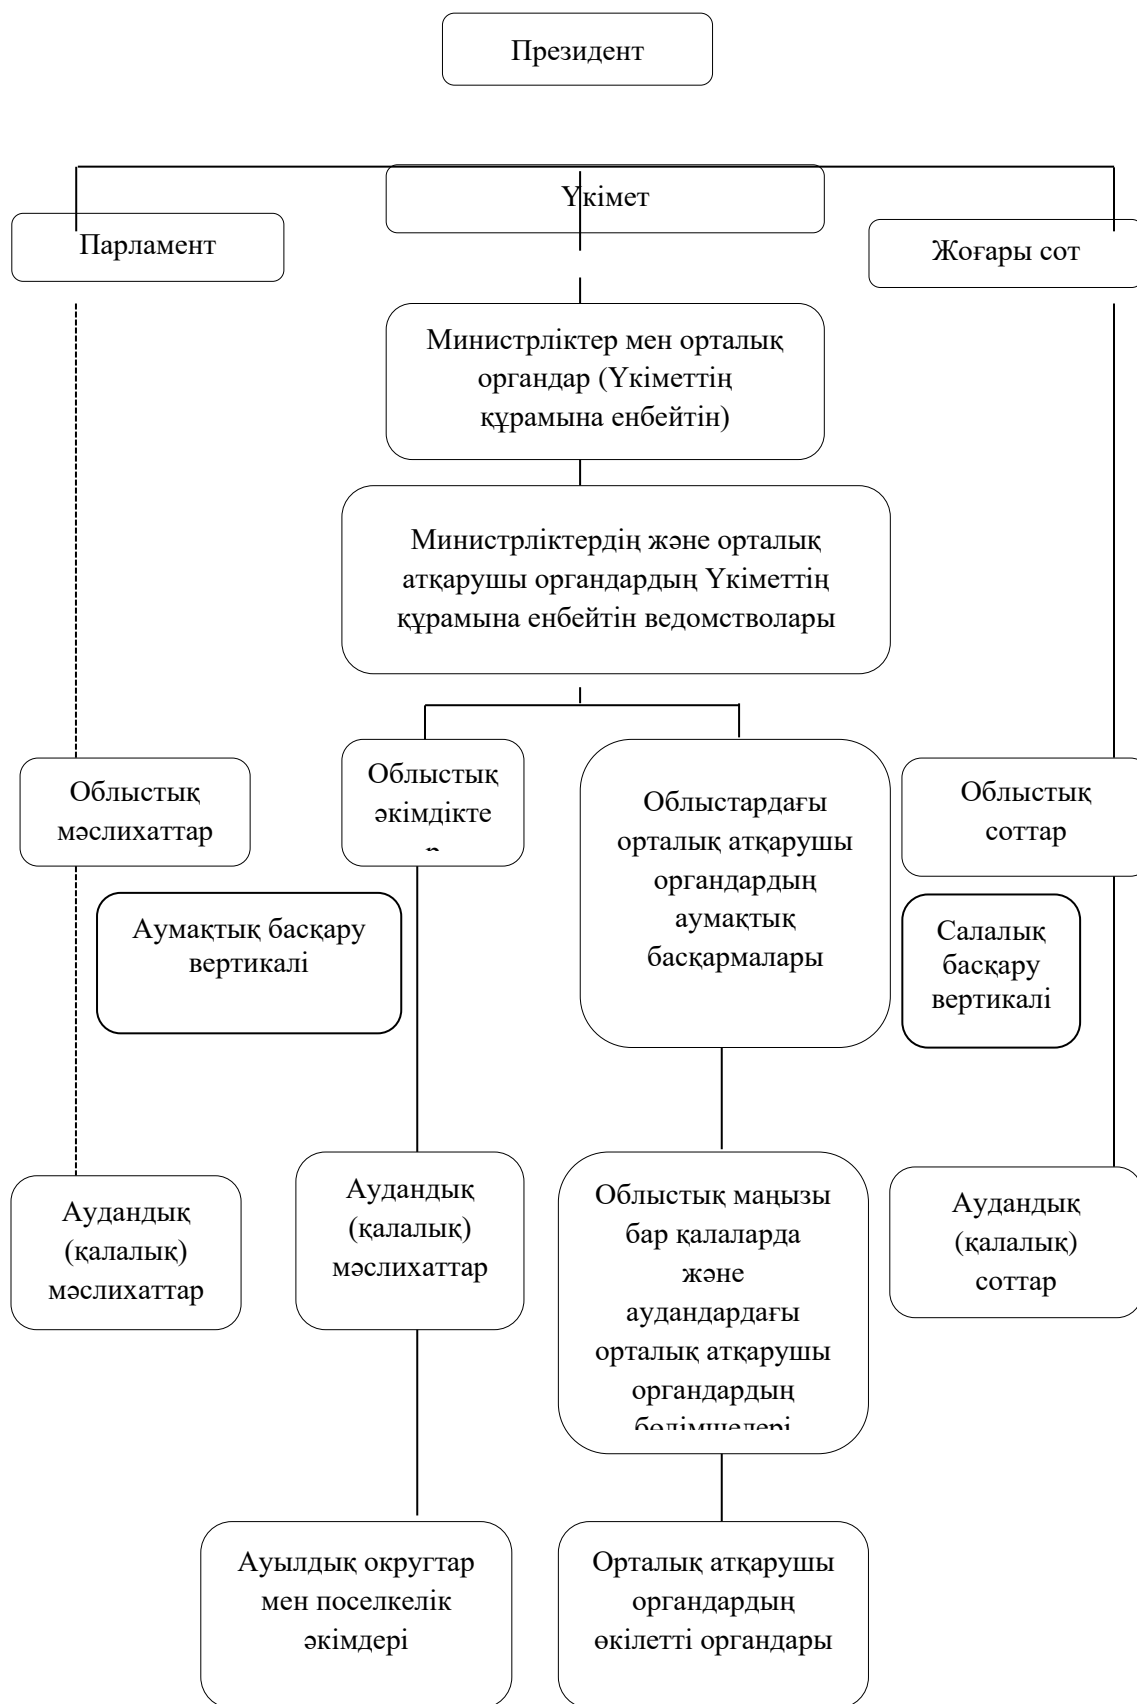 Президент
Үкімет
Парламент
Жоғары сот
Министрліктер мен орталық
органдар (Үкіметтің
құрамына енбейтін)
Министрліктердің және орталық
атқарушы органдардың Үкіметтің
құрамына енбейтін ведомстволары
Облыстық
мәслихаттар
Облыстық
әкімдікте
р
Облыстардағы
орталық атқарушы
органдардың
аумақтық
басқармалары
Облыстық
соттар
Аумақтық басқару
вертикалі
Салалық
басқару
вертикалі
Аудандық
(қалалық)
мәслихаттар
Аудандық
(қалалық)
мәслихаттар
Облыстық маңызы
бар қалаларда
және
аудандардағы
орталық атқарушы
органдардың
бөлімшелері
Аудандық
(қалалық)
соттар
Ауылдық округтар
мен поселкелік
әкімдері
Орталық атқарушы
органдардың
өкілетті органдары